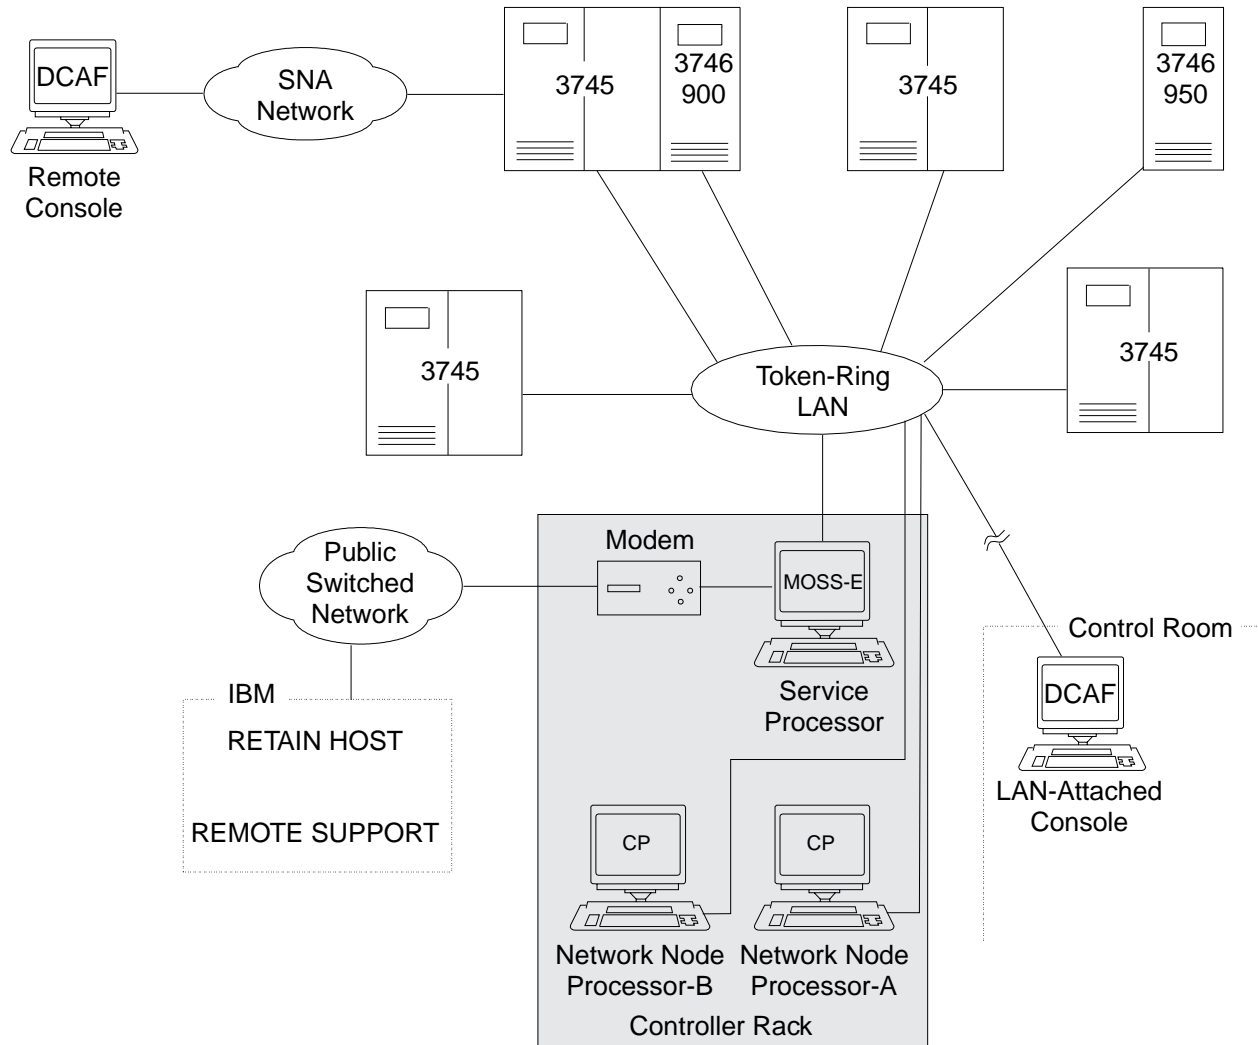 DCAF
Remote
Console
SNA
Network
3745
3746
900
3745
3746
950
3745
Token-Ring
LAN
3745
Public
Switched
Network
Modem
MOSS-E
Service
Processor
Control Room
DCAF
LAN-Attached
Console
IBM
RETAIN HOST
REMOTE SUPPORT
CP
Network Node
Processor-B
CP
Network Node
Processor-A
Controller Rack